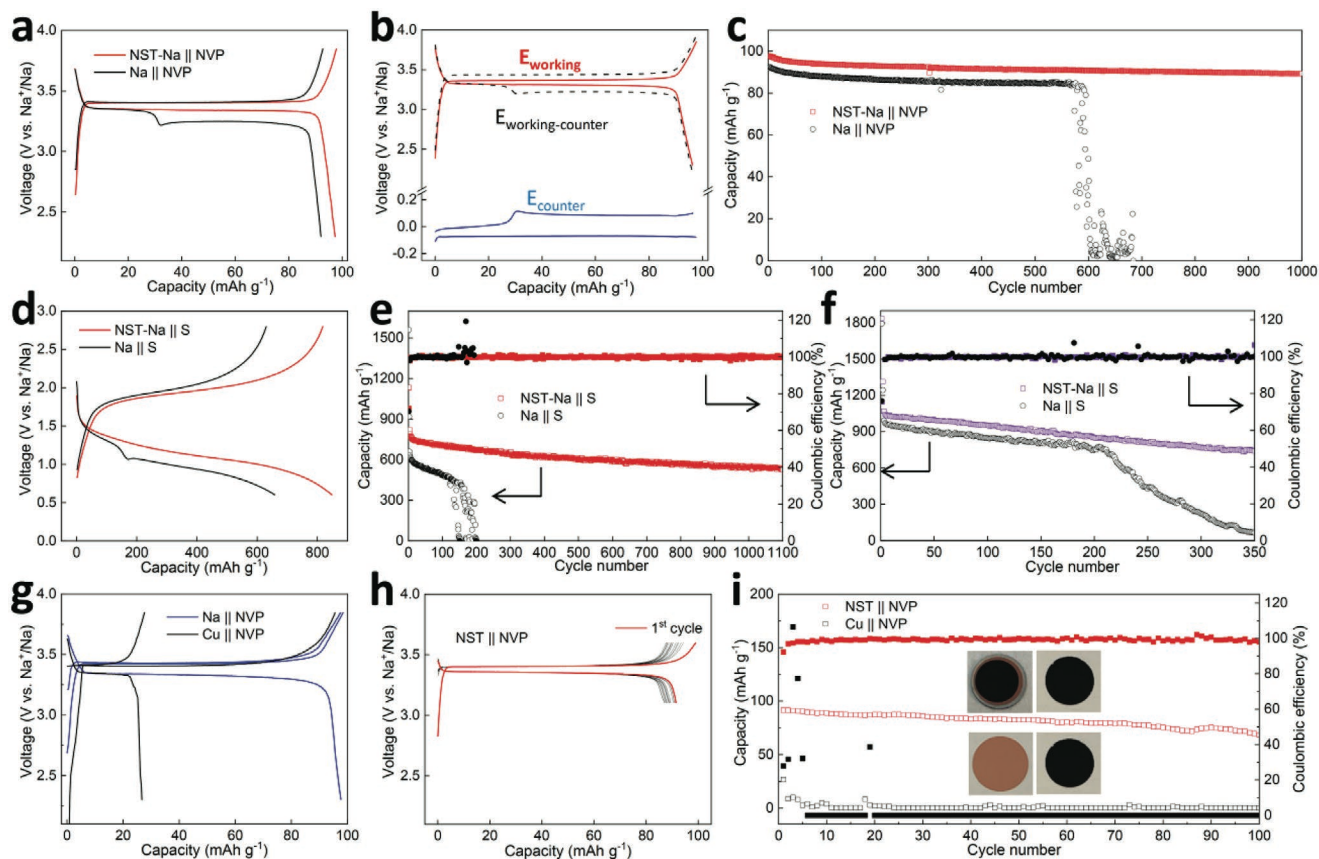 a
4.0
3.5
3.0
2.5
Voltage (V vs. Na⁺/Na)
NST-Na || NVP
Na || NVP
0 20 40 60 80 100
Capacity (mAh g⁻¹)
b
4.0
3.5
3.0
2.5
0.2
0.0
-0.2
Voltage (V vs. Na⁺/Na)
E working
E working-counter
E counter
0 20 40 60 80 100
Capacity (mAh g⁻¹)
c
100
80
60
40
20
0
Capacity (mAh g⁻¹)
NST-Na || NVP
Na || NVP
0 100 200 300 400 500 600 700 800 900 1000
Cycle number
d
3.0
2.5
2.0
1.5
1.0
0.5
0.0
Voltage (V vs. Na⁺/Na)
NST-Na || S
Na || S
0 200 400 600 800
Capacity (mAh g⁻¹)
e
1500
1200
900
600
300
0
Capacity (mAh g⁻¹)
NST-Na || S
Na || S
120
100
80
60
40
20
0
Coulombic efficiency (%)
0 100 200 300 400 500 600 700 800 900 1000 1100
Cycle number
f
1800
1500
1200
900
600
300
0
Capacity (mAh g⁻¹)
NST-Na || S
Na || S
120
100
80
60
40
20
0
Coulombic efficiency (%)
0 50 100 150 200 250 300 350
Cycle number
g
4.0
3.5
3.0
2.5
Voltage (V vs. Na⁺/Na)
Na || NVP
Cu || NVP
0 20 40 60 80 100
Capacity (mAh g⁻¹)
h
4.0
3.5
3.0
2.5
Voltage (V vs. Na⁺/Na)
NST || NVP
1st cycle
0 20 40 60 80 100
Capacity (mAh g⁻¹)
i
200
150
100
50
0
Capacity (mAh g⁻¹)
NST || NVP
Cu || NVP
100
80
60
40
20
0
Coulombic efficiency (%)
0 10 20 30 40 50 60 70 80 90 100
Cycle number